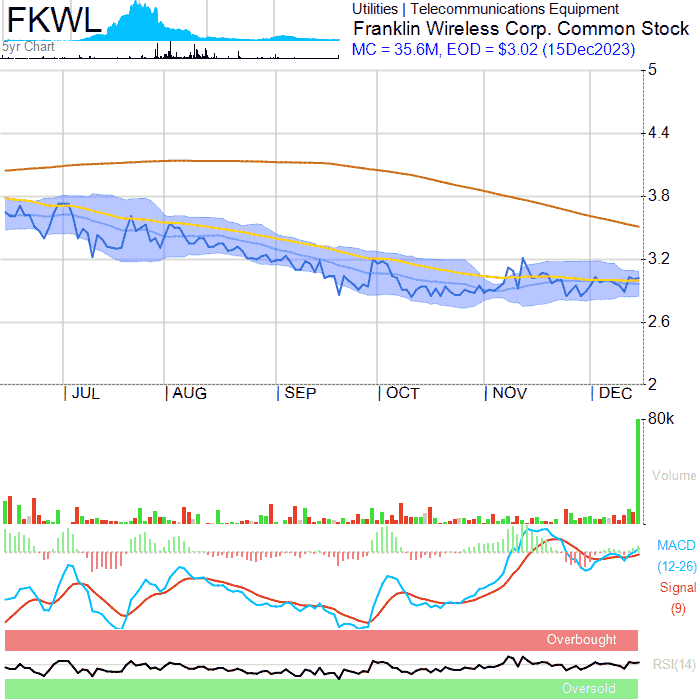 FKWL
5yr Chart
Utilities | Telecommunications Equipment
Franklin Wireless Corp. Common Stock
MC = 35.6M, EOD = $3.02 (15Dec2023)
5
4.4
3.8
3.2
2.6
2
| JUL | AUG | SEP | OCT | NOV | DEC
80k
Volume
MACD
(12-26)
Signal
(9)
Overbought
RSI(14)
Oversold